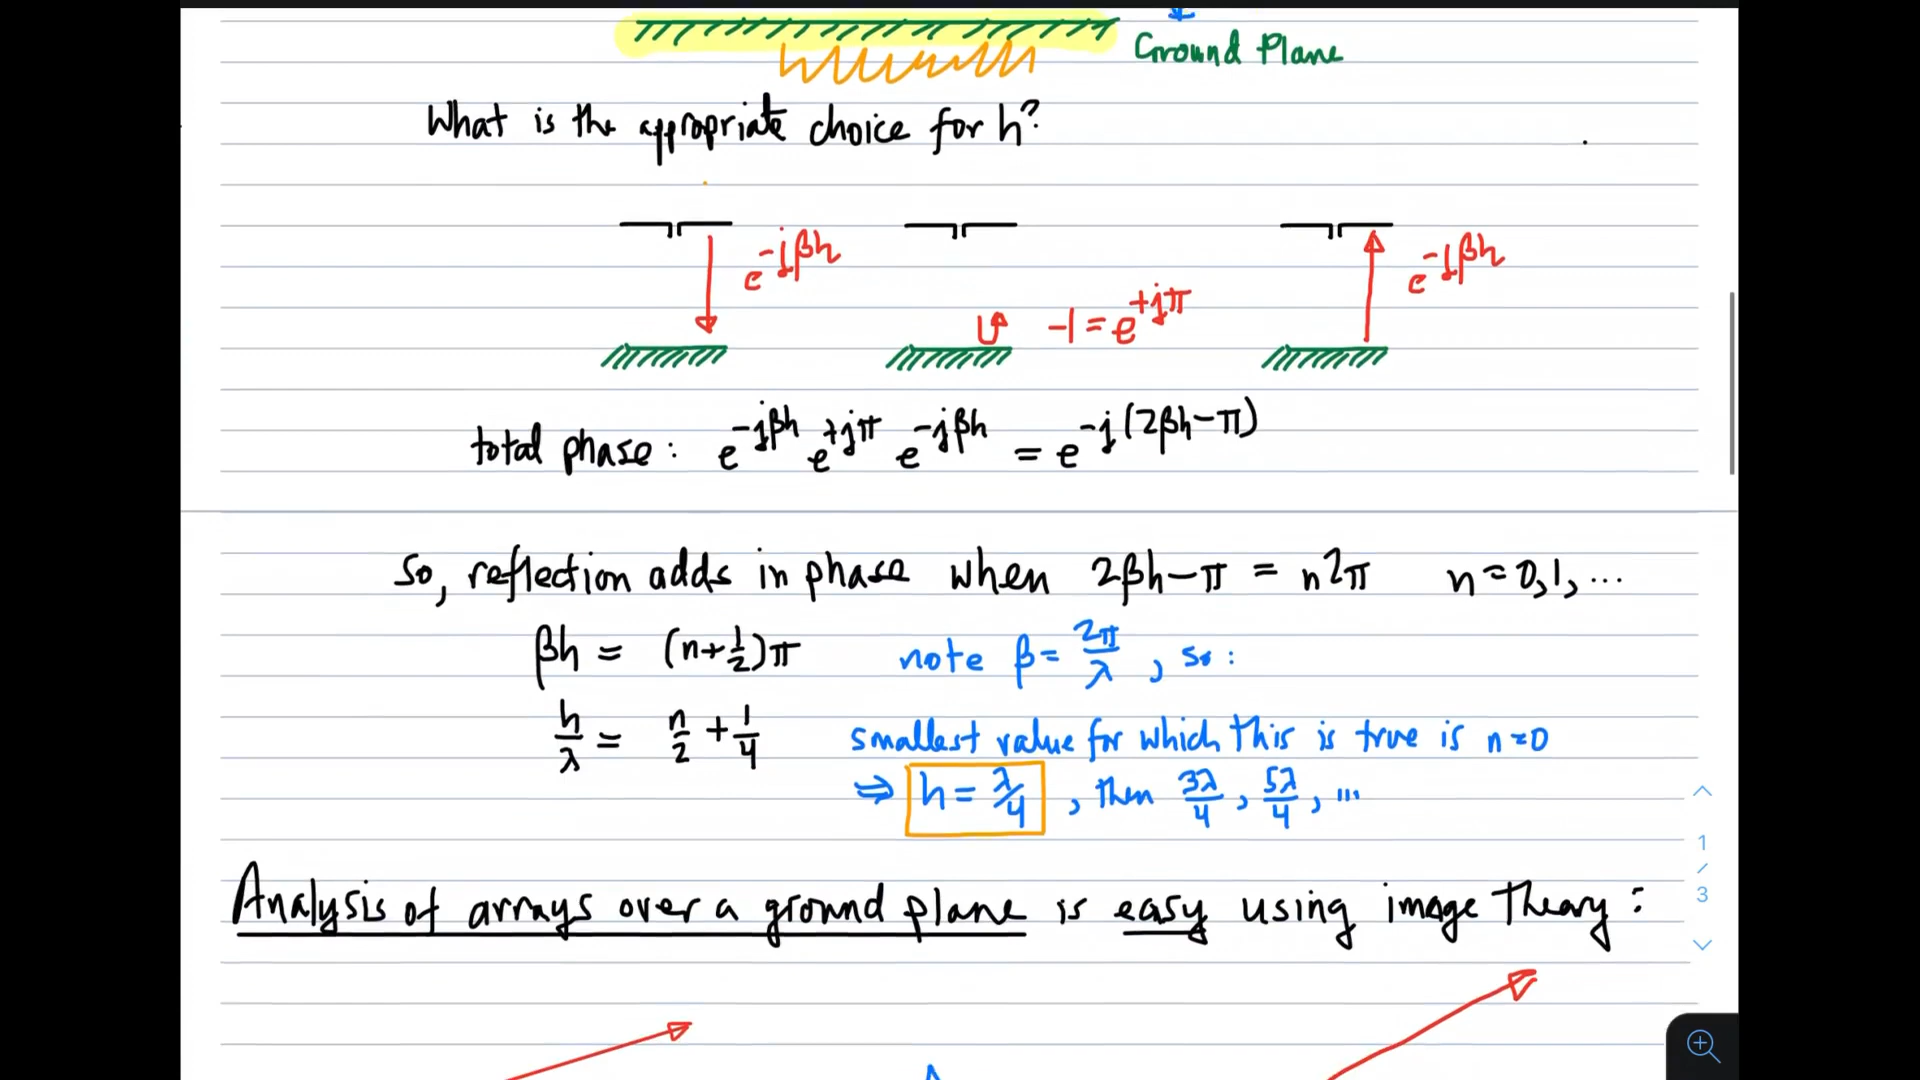 Ground Plane
What is the appropriate choice for h?
e^{-jβh}
-1 = e^{+jπ}
e^{-jβh}
total phase: e^{-jβh} e^{+jπ} e^{-jβh} = e^{-j(2βh-π)}
So, reflection adds in phase when 2βh-π = n2π n=0,1,...
βh = (n+1/2)π note β = 2π/λ, so:
h/λ = n/2 + 1/4 smallest value for which this is true is n=0
⇒ h = λ/4, then 3λ/4, 5λ/4, ...
Analysis of arrays over a ground plane is easy using image theory:
1
/
3